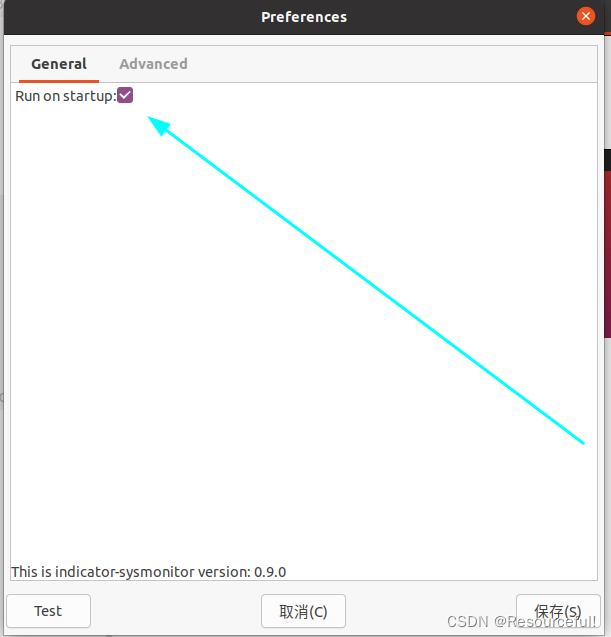 Preferences
General Advanced
Run on startup:
This is indicator-sysmonitor version: 0.9.0
Test 取消(C) 保存(S)
CSDN @Resourceful!